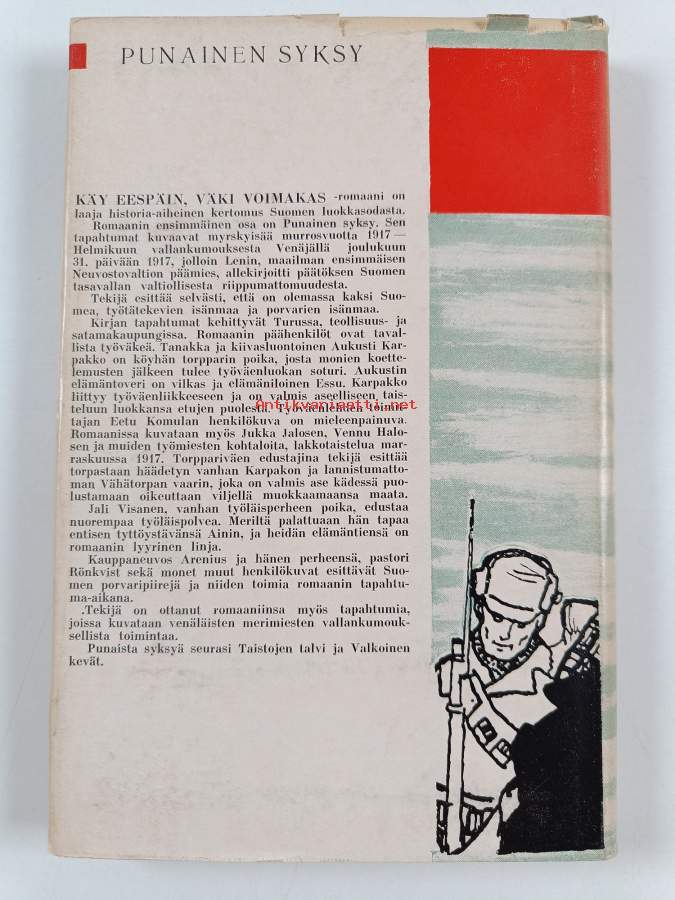 PUNAINEN SYKSY
KÄY EESPÄIN, VÄKI VOIMAKAS -romaani on
laaja historia-aiheinen kertomus Suomen luokkasodasta.
Romaanin ensimmäinen osa on Punainen syksy. Sen
tapahtumat kuvaavat myrskyisää murrosvuotta 1917 —
Helmikuun vallankumouksesta Venäjällä joulukuun
31. päivään 1917, jolloin Lenin, maailman ensimmäisen
Neuvostovaltion päämies, allekirjoitti päätöksen Suomen
tasavallan valtiollisesta riippumattomuudesta.
Tekijä esittää selvästi, että on olemassa kaksi Suo-
mea, työtätekevien isänmaa ja porvarien isänmaa.
Kirjan tapahtumat kehittyvät Turussa, teollisuus- ja
satamakaupungissa. Romaanin päähenkilöt ovat taval-
lista työväkeä. Tanakka ja kiivasluontoinen Aukusti Kar-
pakko on köyhän torpparin poika, josta monien koette-
lemusten jälkeen tulee työväenluokan soturi. Aukustin
elämäntoveri on vilkas ja elämäniloinen Essu. Karpakko
liittyy työväenliikkeeseen ja on valmis aseelliseen tais-
teluun luokkansa etujen puolesta. Työväenlehden toimit-
tajan Eetu Komulan henkilökuva on mieleenpainuva.
Romaanissa kuvataan myös Jukka Jalosen, Vennu Halo-
sen ja muiden työmiesten kohtaloita, lakkotaistelua mar-
raskuussa 1917. Torppariväen edustajina tekijä esittää
torpastaan häädetyn vanhan Karpakon ja lannistumatto-
man Vähätorpan vaarin, joka on valmis ase kädessä puo-
lustamaan oikeuttaan viljellä muokkaamaansa maata.
Jali Visanen, vanhan työläisperheen poika, edustaa
nuorempaa työläispolvea. Meriltä palattuaan hän tapaa
entisen tyttöystävänsä Ainin, ja heidän elämäntiensä on
romaanin lyyrinen linja.
Kauppaneuvos Arenius ja hänen perheensä, pastori
Rönkvist sekä monet muut henkilökuvat esittävät Suo-
men porvaripiirejä ja niiden toimia romaanin tapahtu-
ma-aikana.
.Tekijä on ottanut romaaniinsa myös tapahtumia,
joissa kuvataan venäläisten merimiesten vallankumouk-
sellista toimintaa.
Punaista syksyä seurasi Taistojen talvi ja Valkoinen
kevät.
Antikvariaatti.net